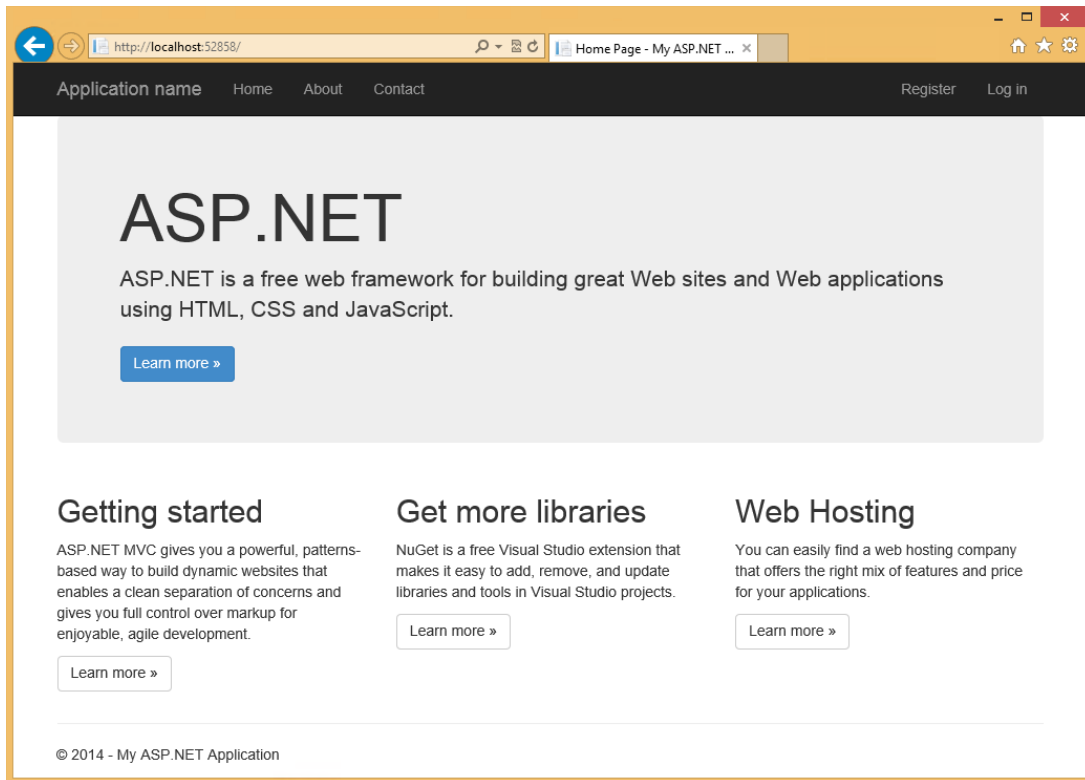 http://localhost:52858/
Home Page - My ASP.NET ...
Application name Home About Contact Register Log in
ASP.NET
ASP.NET is a free web framework for building great Web sites and Web applications
using HTML, CSS and JavaScript.
Learn more »
Getting started
ASP.NET MVC gives you a powerful, patterns-
based way to build dynamic websites that
enables a clean separation of concerns and
gives you full control over markup for
enjoyable, agile development.
Learn more »
Get more libraries
NuGet is a free Visual Studio extension that
makes it easy to add, remove, and update
libraries and tools in Visual Studio projects.
Learn more »
Web Hosting
You can easily find a web hosting company
that offers the right mix of features and price
for your applications.
Learn more »
© 2014 - My ASP.NET Application